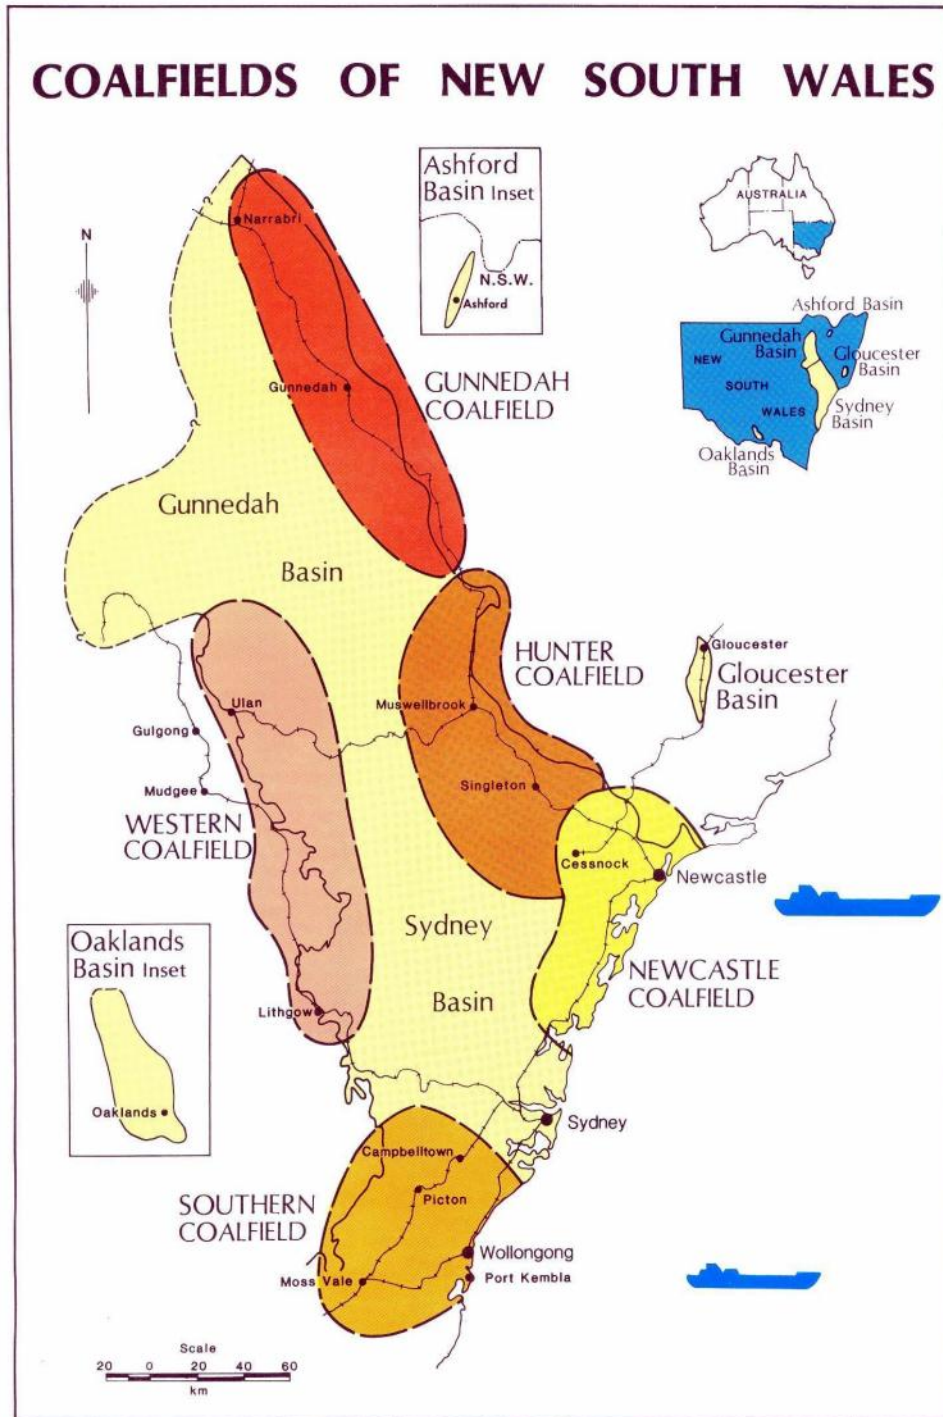 COALFIELDS OF NEW SOUTH WALES
Ashford
Basin Inset
N.S.W.
Ashford
AUSTRALIA
Ashford Basin
Gunnedah
Basin
Gloucester
Basin
NEW
SOUTH
WALES
Sydney
Basin
Oaklands
Basin
N
Narrabri
Gunnedah
GUNNEDAH
COALFIELD
Gunnedah
Basin
HUNTER
COALFIELD
Gloucester
Gloucester
Basin
Ulan
Muswellbrook
Gulgong
Mudgee
Singleton
WESTERN
COALFIELD
Cessnock
Newcastle
Sydney
Basin
NEWCASTLE
COALFIELD
Oaklands
Basin Inset
Oaklands
Lithgow
Sydney
Campbelltown
Picton
SOUTHERN
COALFIELD
Wollongong
Moss Vale
Port Kembla
Scale
20 0 20 40 60
km